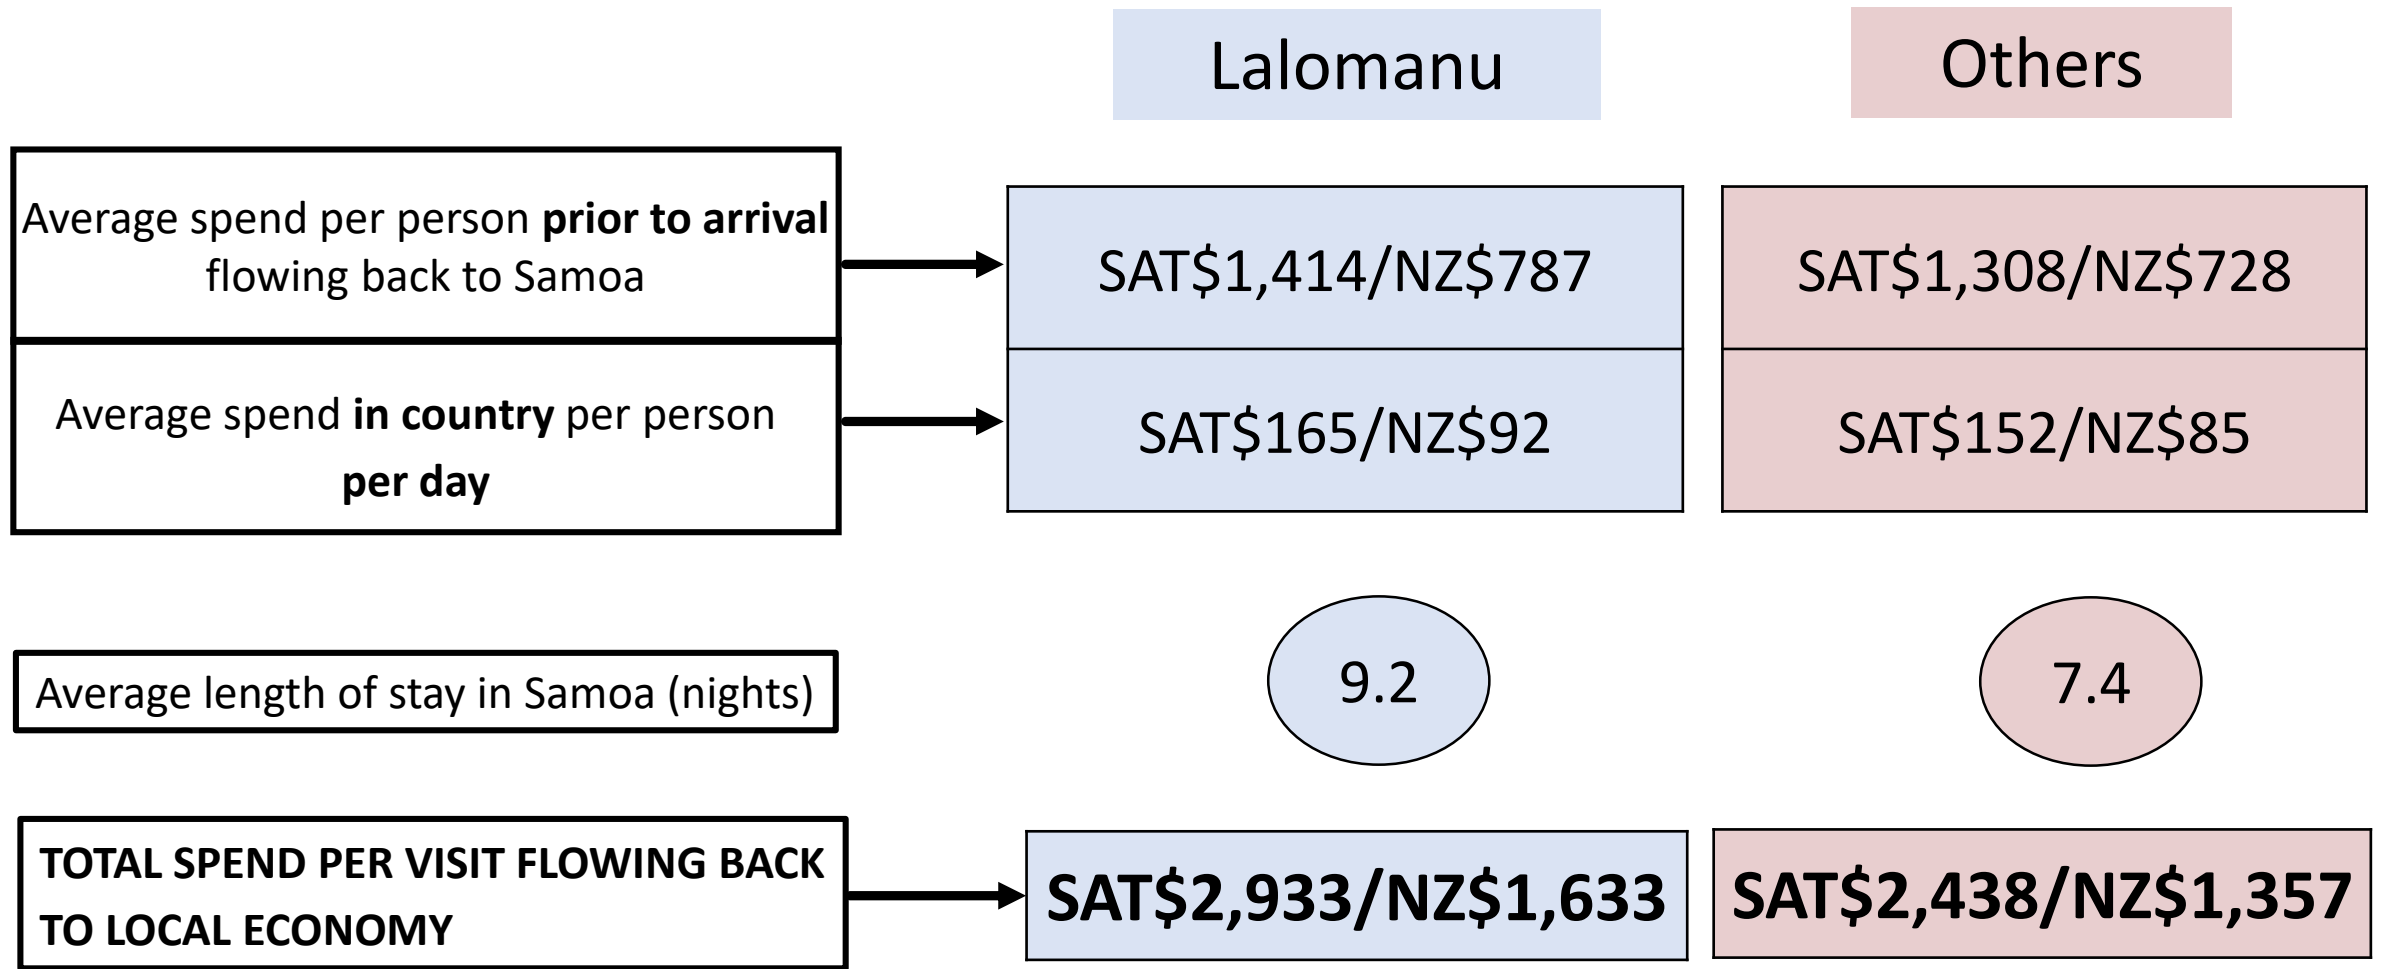 Lalomanu
Others
Average spend per person prior to arrival
flowing back to Samoa
SAT$1,414/NZ$787
SAT$1,308/NZ$728
Average spend in country per person
per day
SAT$165/NZ$92
SAT$152/NZ$85
Average length of stay in Samoa (nights)
9.2
7.4
TOTAL SPEND PER VISIT FLOWING BACK
TO LOCAL ECONOMY
SAT$2,933/NZ$1,633
SAT$2,438/NZ$1,357